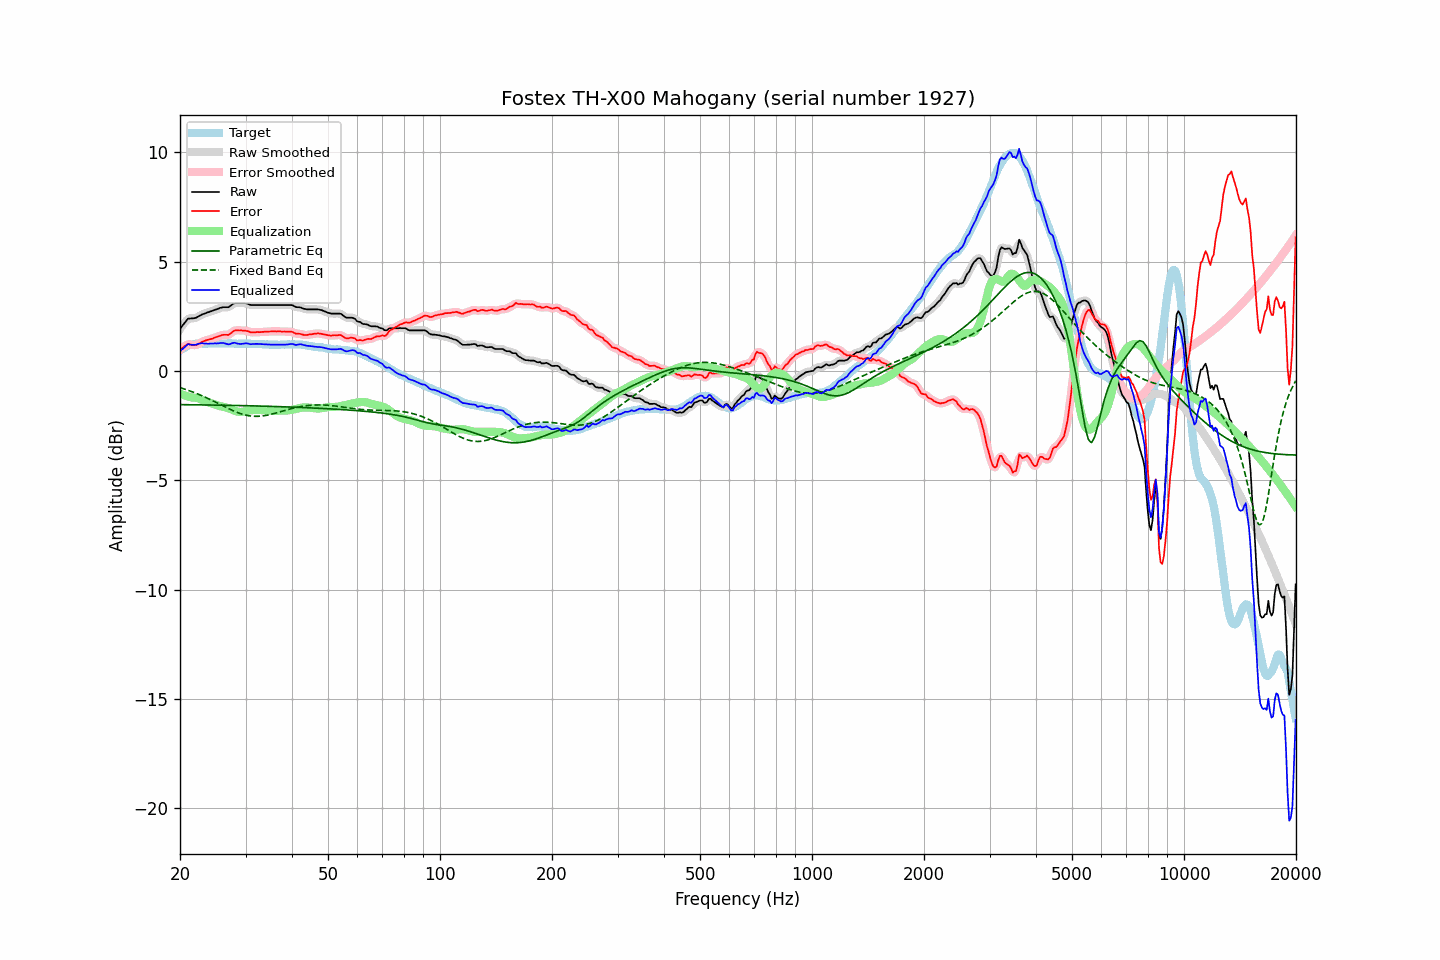 Fostex TH-X00 Mahogany (serial number 1927)
Target
Raw Smoothed
Error Smoothed
Raw
Error
Equalization
Parametric Eq
Fixed Band Eq
Equalized
Amplitude (dBr)
10
5
0
−5
−10
−15
−20
20 50 100 200 500 1000 2000 5000 10000 20000
Frequency (Hz)